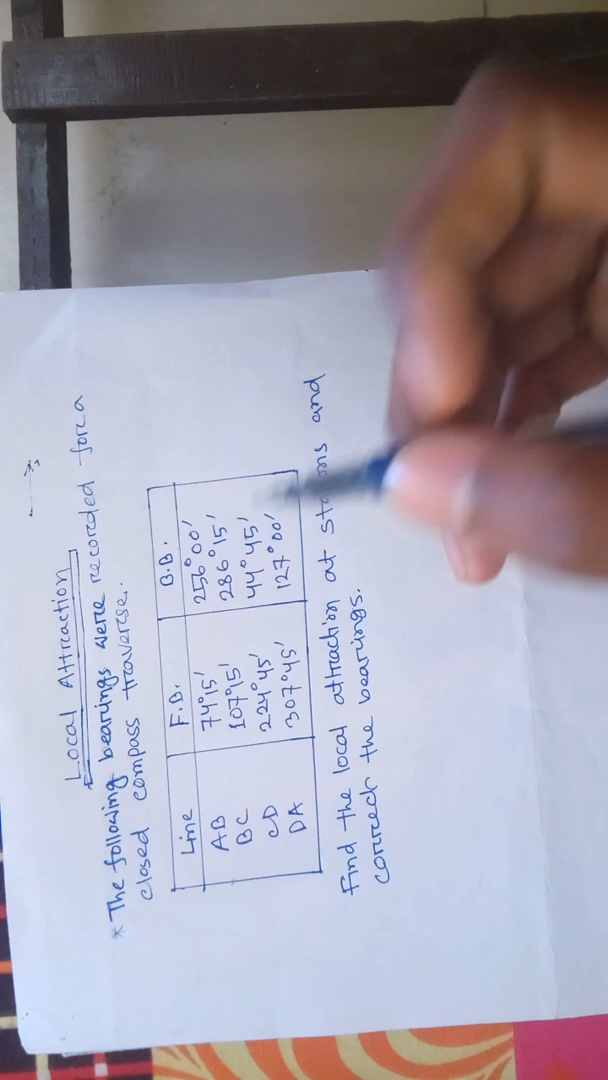 Local Attraction
* The following bearings were recorded for a
closed compass traverse.
Line F.B. B.B.
AB 74°15' 256°00'
BC 107°15' 286°15'
CD 224°45' 44°45'
DA 307°45' 127°00'
Find the local attraction at and
correct the bearings.